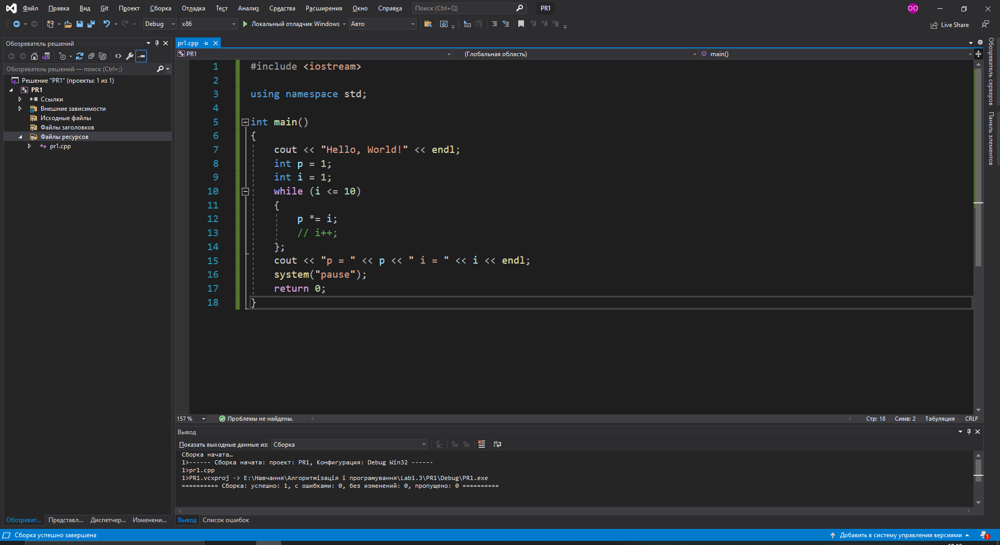 Файл Правка Вид Git Проект Сборка Отладка Тест Анализ Средства Расширения Окно Справка Поиск (Ctrl+Q) PR1 OO
Debug x86 Локальный отладчик Windows Авто Live Share
Обозреватель решений
Обозреватель решений — поиск (Ctrl+;)
Решение "PR1" (проекты: 1 из 1)
PR1
Ссылки
Внешние зависимости
Исходные файлы
Файлы заголовков
Файлы ресурсов
pr1.cpp
Обозреват... Представл... Диспетчер... Изменени...
pr1.cpp
PR1 (Глобальная область) main()
1 #include <iostream>
2
3 using namespace std;
4
5 int main()
6 {
7 cout << "Hello, World!" << endl;
8 int p = 1;
9 int i = 1;
10 while (i <= 10)
11 {
12 p *= i;
13 // i++;
14 };
15 cout << "p = " << p << " i = " << i << endl;
16 system("pause");
17 return 0;
18 }
157 % Проблемы не найдены. Стр: 18 Симв: 2 Табуляция CRLF
Вывод
Показать выходные данные из: Сборка
Сборка начата…
1>------ Сборка начата: проект: PR1, Конфигурация: Debug Win32 ------
1>pr1.cpp
1>PR1.vcxproj -> E:\Навчання\Алгоритмізація і програмування\Lab1.3\PR1\Debug\PR1.exe
========== Сборка: успешно: 1, с ошибками: 0, без изменений: 0, пропущено: 0 ==========
Вывод Список ошибок
Обозреватель серверов
Панель элементов
Сборка успешно завершена Добавить в систему управления версиями 1